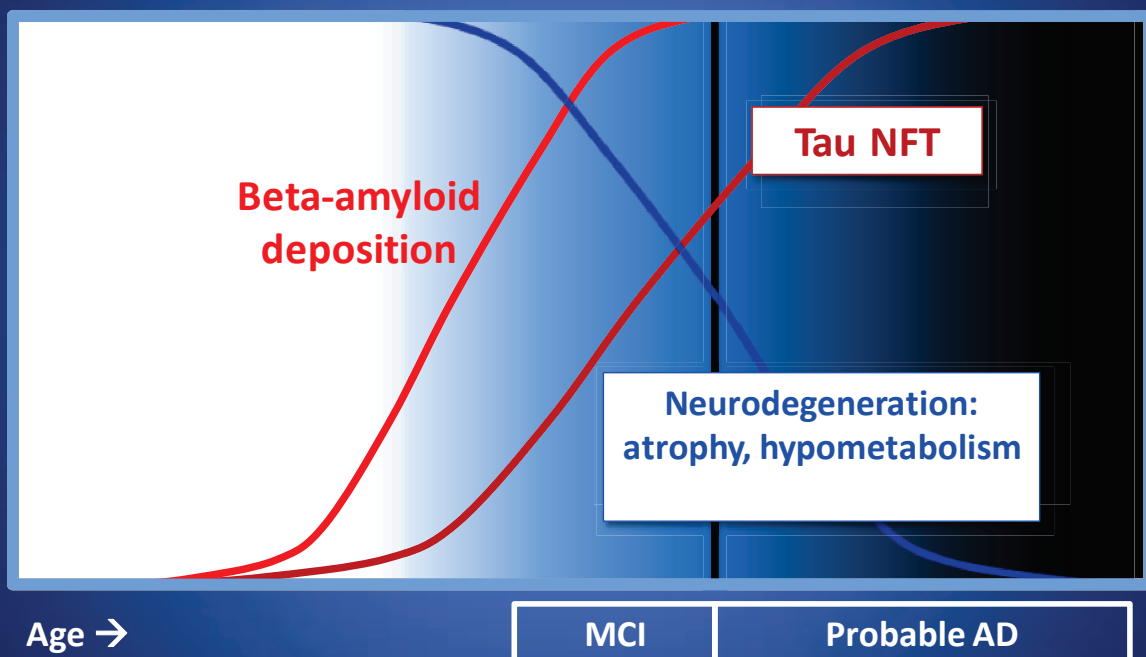 Beta-amyloid
deposition
Tau NFT
Neurodegeneration:
atrophy, hypometabolism
Age →
MCI
Probable AD